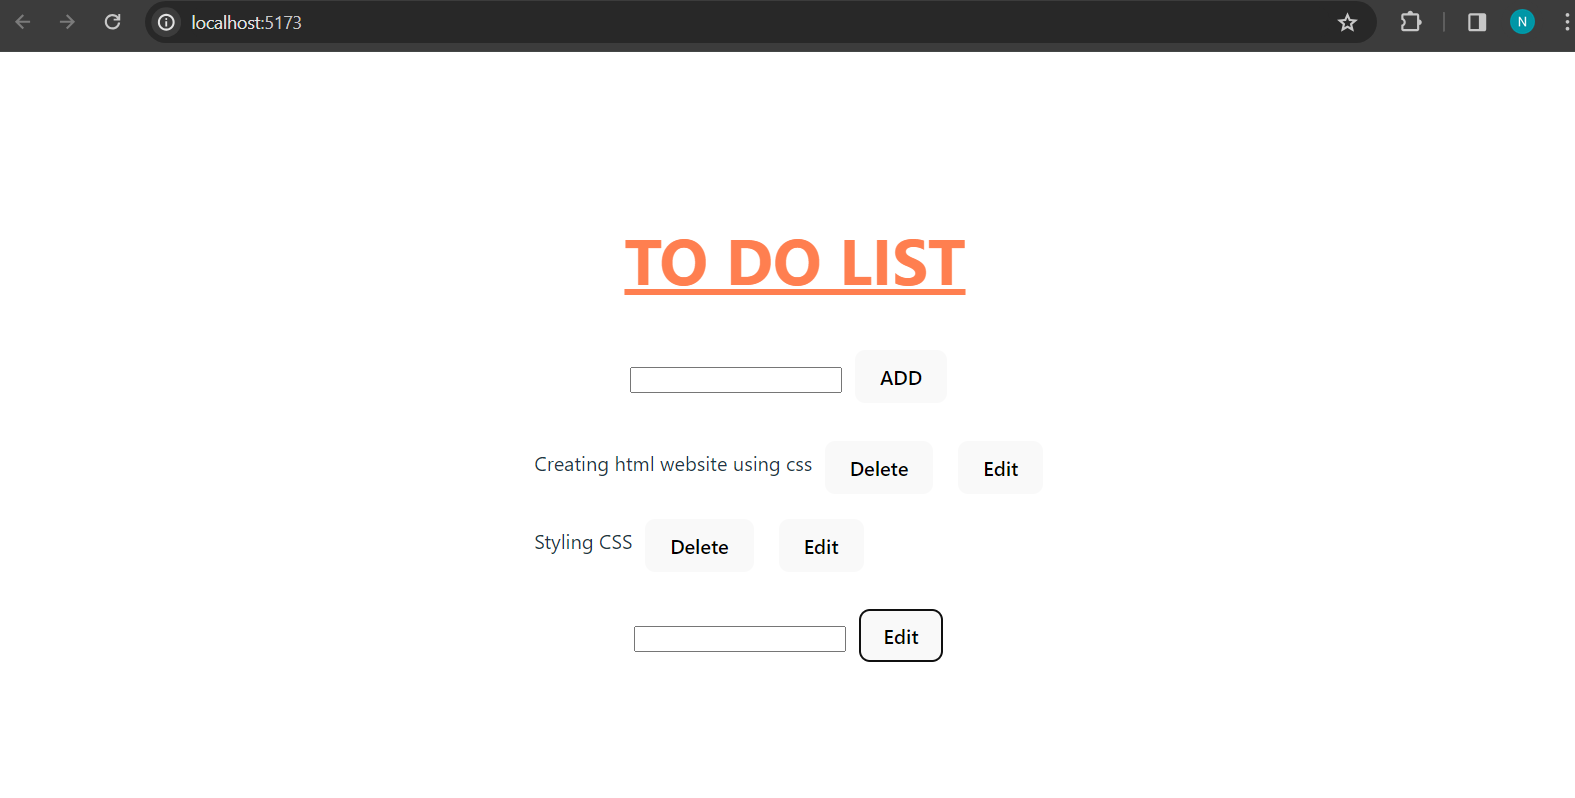 localhost:5173
N
TO DO LIST
ADD
Creating html website using css Delete Edit
Styling CSS Delete Edit
Edit